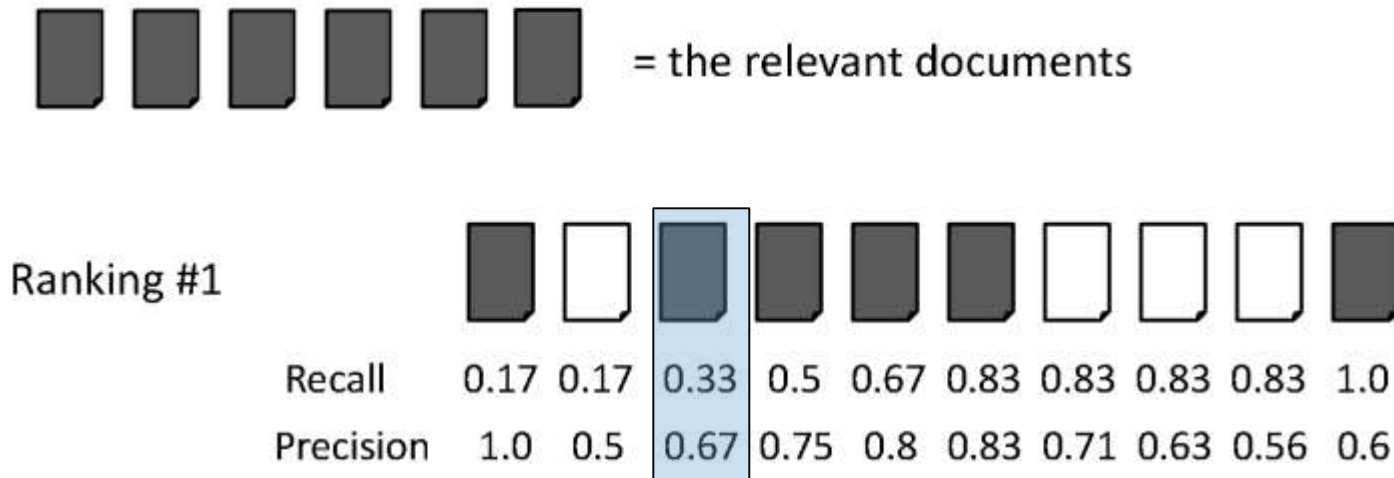 = the relevant documents
Ranking #1
Recall 0.17 0.17 0.33 0.5 0.67 0.83 0.83 0.83 0.83 1.0
Precision 1.0 0.5 0.67 0.75 0.8 0.83 0.71 0.63 0.56 0.6